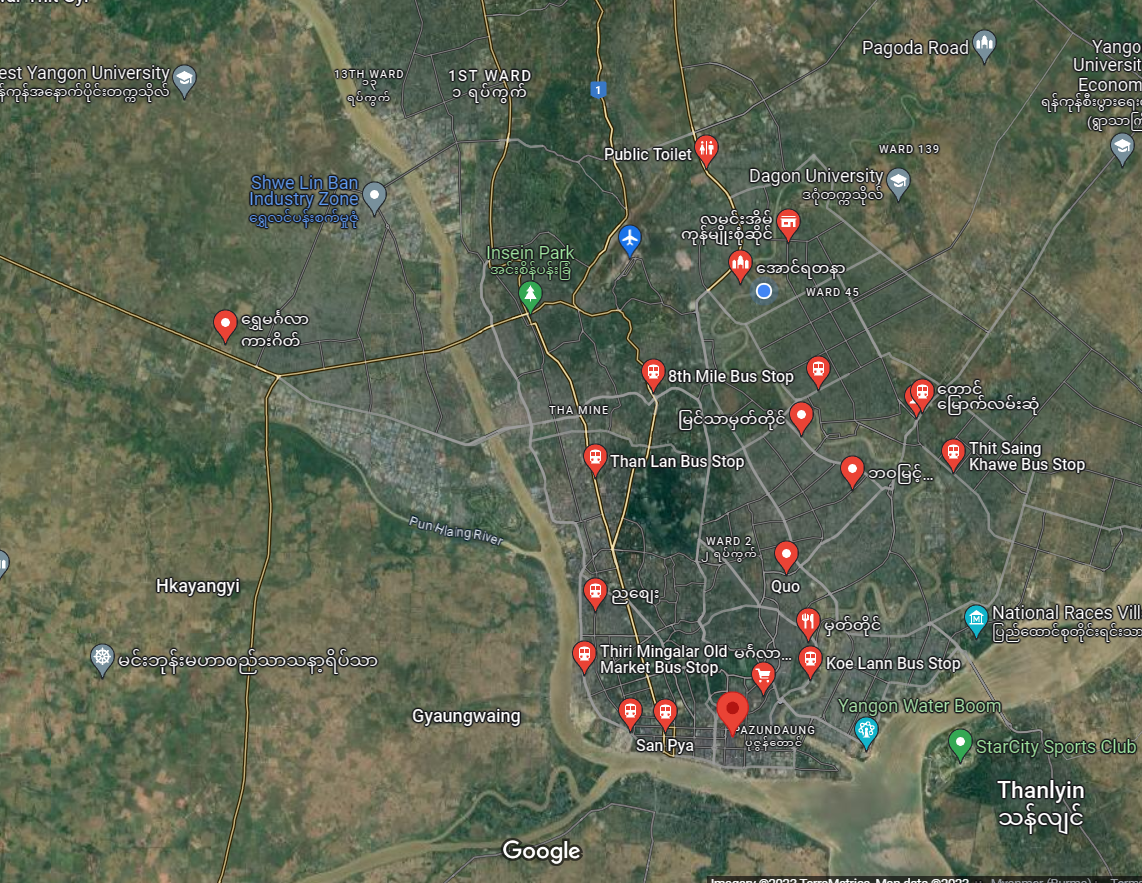 est Yangon University
န်ကုန်အနောက်ပိုင်းတက္ကသိုလ်
13TH WARD
၁၃
ရပ်ကွက်
1ST WARD
၁ ရပ်ကွက်
1
Pagoda Road
Yango
Universit
Econom
ရန်ကုန်စီးပွားရေး
(ရွာသာကြ
WARD 139
Public Toilet
Dagon University
ဒဂုံတက္ကသိုလ်
Shwe Lin Ban
Industry Zone
ရွှေလင်ပန်းစက်မှုဇုံ
လမင်းအိမ်
ကုန်မျိုးစုံဆိုင်
Insein Park
အင်းစိန်ပန်းခြံ
အောင်ရတနာ
WARD 45
ရွှေမင်္ဂလာ
ကားဂိတ်
8th Mile Bus Stop
တောင်
မြောက်လမ်းဆုံ
THA MINE
မြင်သာမှတ်တိုင်
Thit Saing
Khawe Bus Stop
Than Lan Bus Stop
ဘဝမြင့်...
Pun Hlaing River
WARD 2
၂ ရပ်ကွက်
Hkayangyi
Quo
ညဈေး
National Races Vill
ပြည်ထောင်စုတိုင်းရင်းသာ
မှတ်တိုင်
Thiri Mingalar Old
Market Bus Stop
မင်္ဂလာ...
Koe Lann Bus Stop
မင်းဘုန်းမဟာစည်သာသနာ့ရိပ်သာ
Gyaungwaing
Yangon Water Boom
PAZUNDAUNG
ပုဇွန်တောင်
San Pya
StarCity Sports Club
Thanlyin
သန်လျင်
Google
Imagery ©2023 TerraMetrics, Map data ©2023
Myanmar (Burma)
Terms